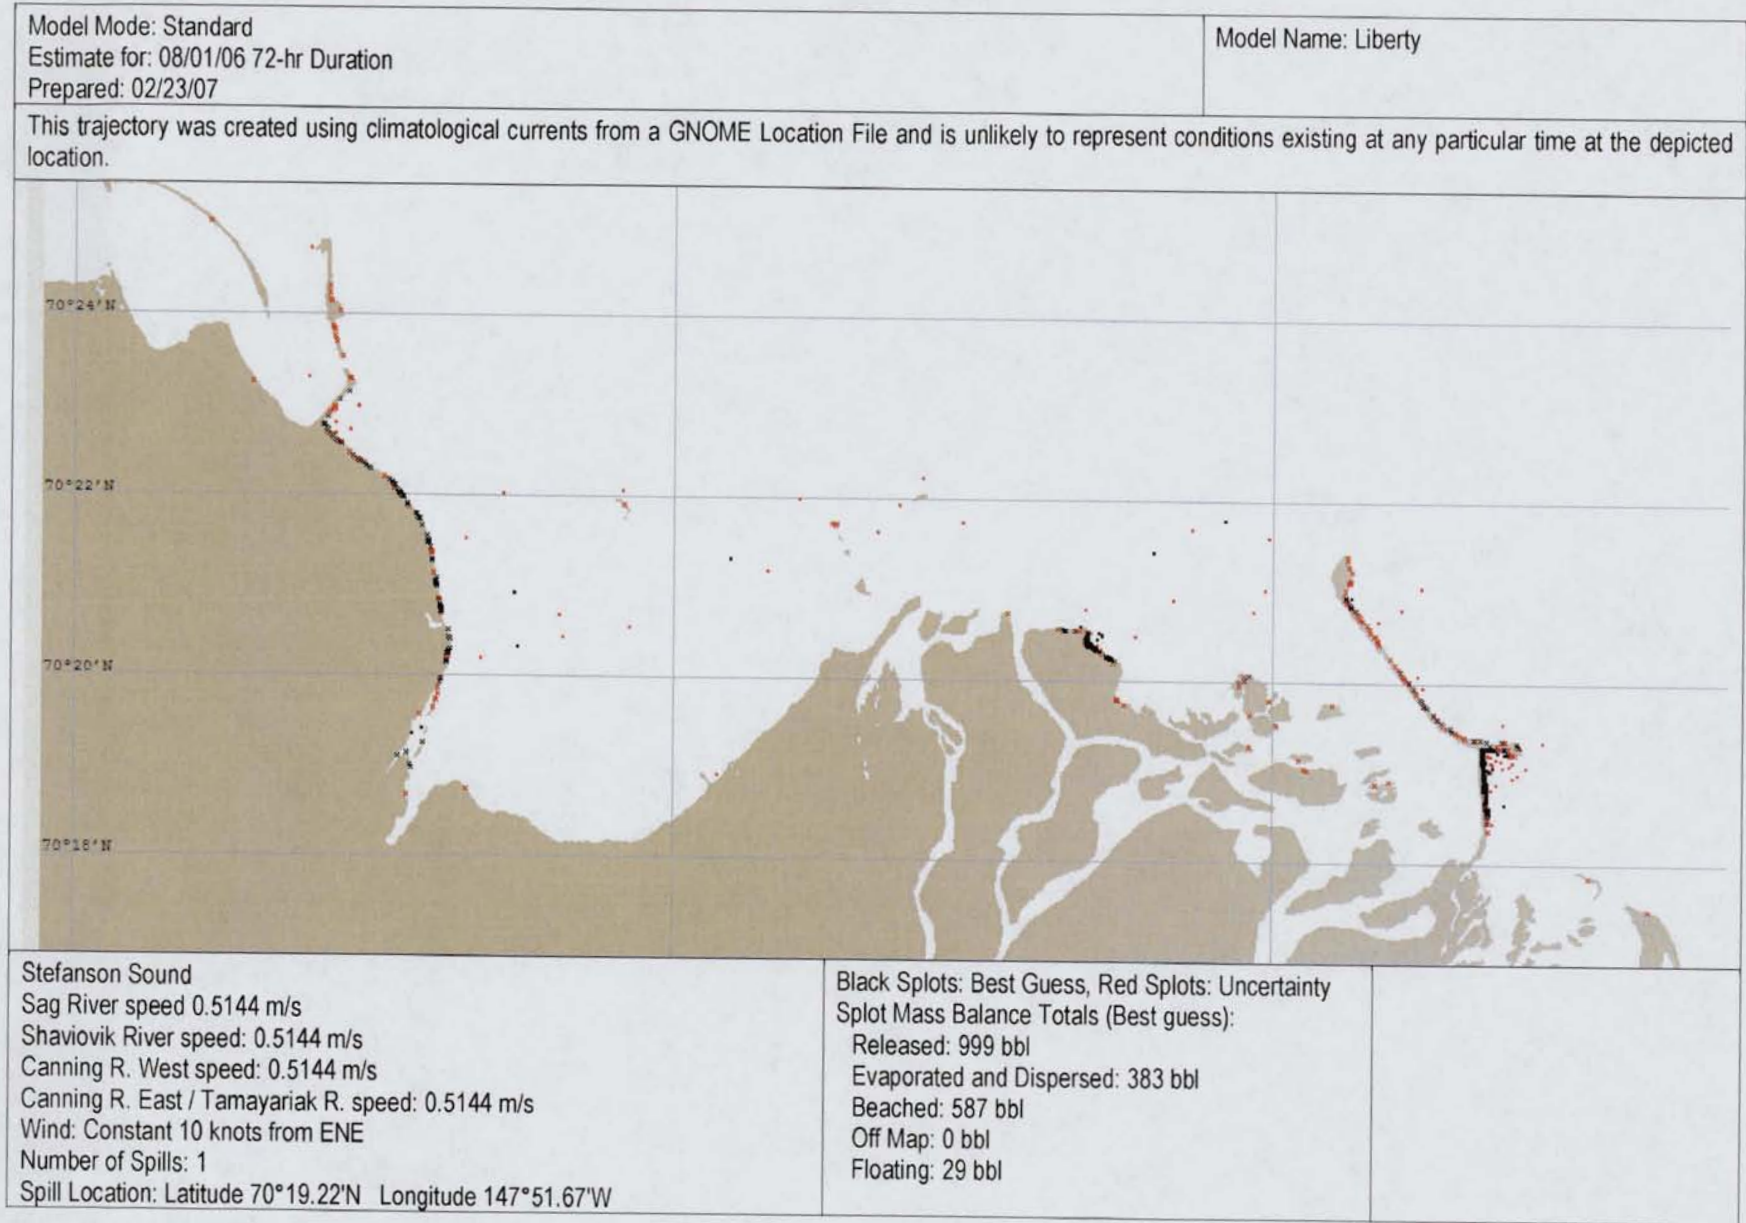 Model Mode: Standard
Estimate for: 08/01/06 72-hr Duration
Prepared: 02/23/07
Model Name: Liberty
This trajectory was created using climatological currents from a GNOME Location File and is unlikely to represent conditions existing at any particular time at the depicted
location.
70°24'N
70°22'N
70°20'N
70°18'N
Stefanson Sound
Sag River speed 0.5144 m/s
Shaviovik River speed: 0.5144 m/s
Canning R. West speed: 0.5144 m/s
Canning R. East / Tamayariak R. speed: 0.5144 m/s
Wind: Constant 10 knots from ENE
Number of Spills: 1
Spill Location: Latitude 70°19.22'N Longitude 147°51.67'W
Black Splots: Best Guess, Red Splots: Uncertainty
Splot Mass Balance Totals (Best guess):
Released: 999 bbl
Evaporated and Dispersed: 383 bbl
Beached: 587 bbl
Off Map: 0 bbl
Floating: 29 bbl